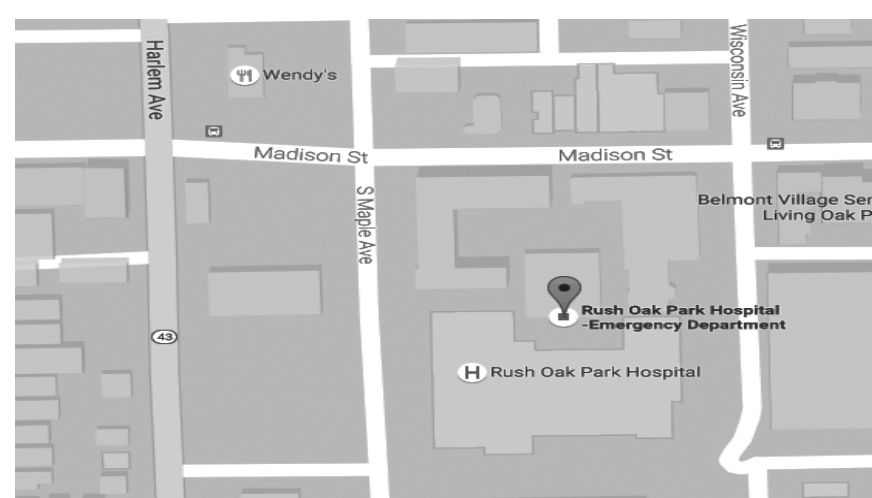 Harlem Ave
Wendy's
Wisconsin Ave
Madison St
Madison St
S Maple Ave
Belmont Village Ser
Living Oak P
Rush Oak Park Hospital
-Emergency Department
43
H Rush Oak Park Hospital